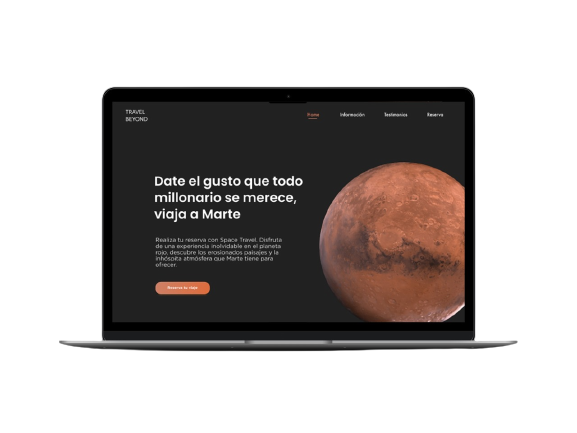 TRAVEL
BEYOND
Home
Información
Testimonios
Reserva
Date el gusto que todo
millonario se merece,
viaja a Marte
Realiza tu reserva con Space Travel. Disfruta
de una experiencia inolvidable en el planeta
rojo, descubre los erosionados paisajes y la
inhóspita atmósfera que Marte tiene para
ofrecer.
Reserva tu viaje